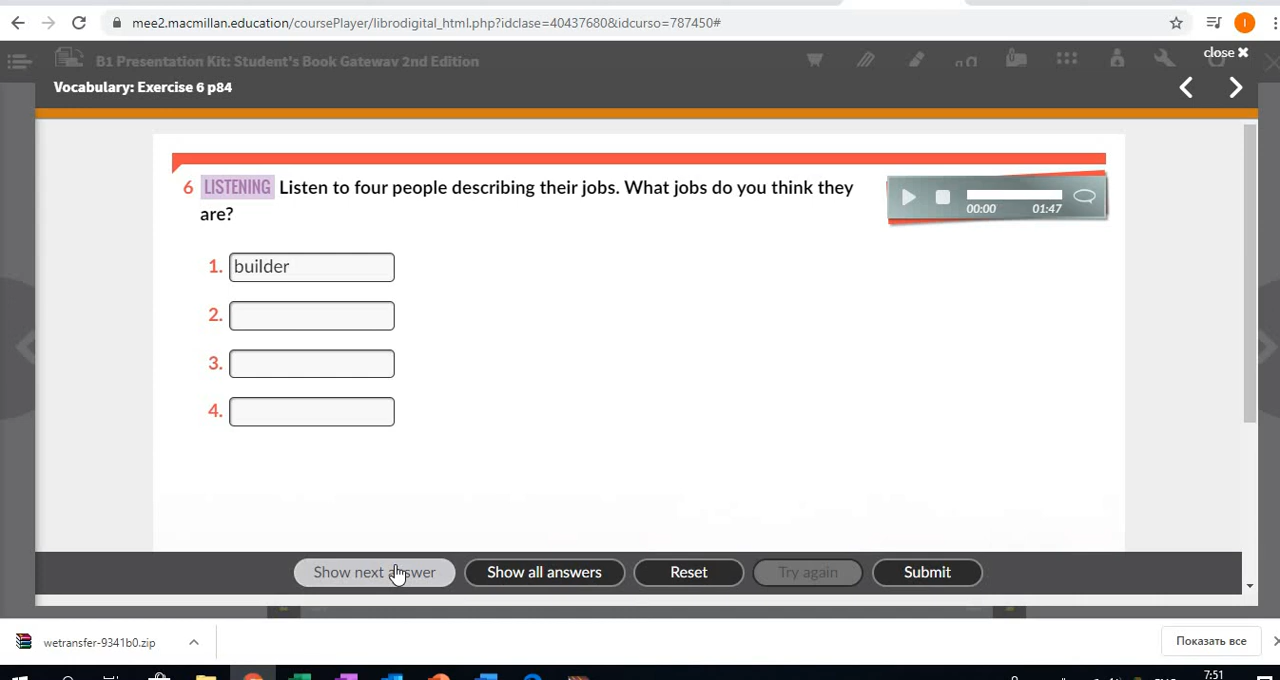 mee2.macmillan.education/coursePlayer/librodigital_html.php?idclase=40437680&idcurso=787450#
B1 Presentation Kit: Student's Book Gateway 2nd Edition
close ✖
Vocabulary: Exercise 6 p84
6 LISTENING Listen to four people describing their jobs. What jobs do you think they
are?
00:00 01:47
1. builder
2.
3.
4.
Show next answer Show all answers Reset Try again Submit
wetransfer-9341b0.zip
Показать все
7:51